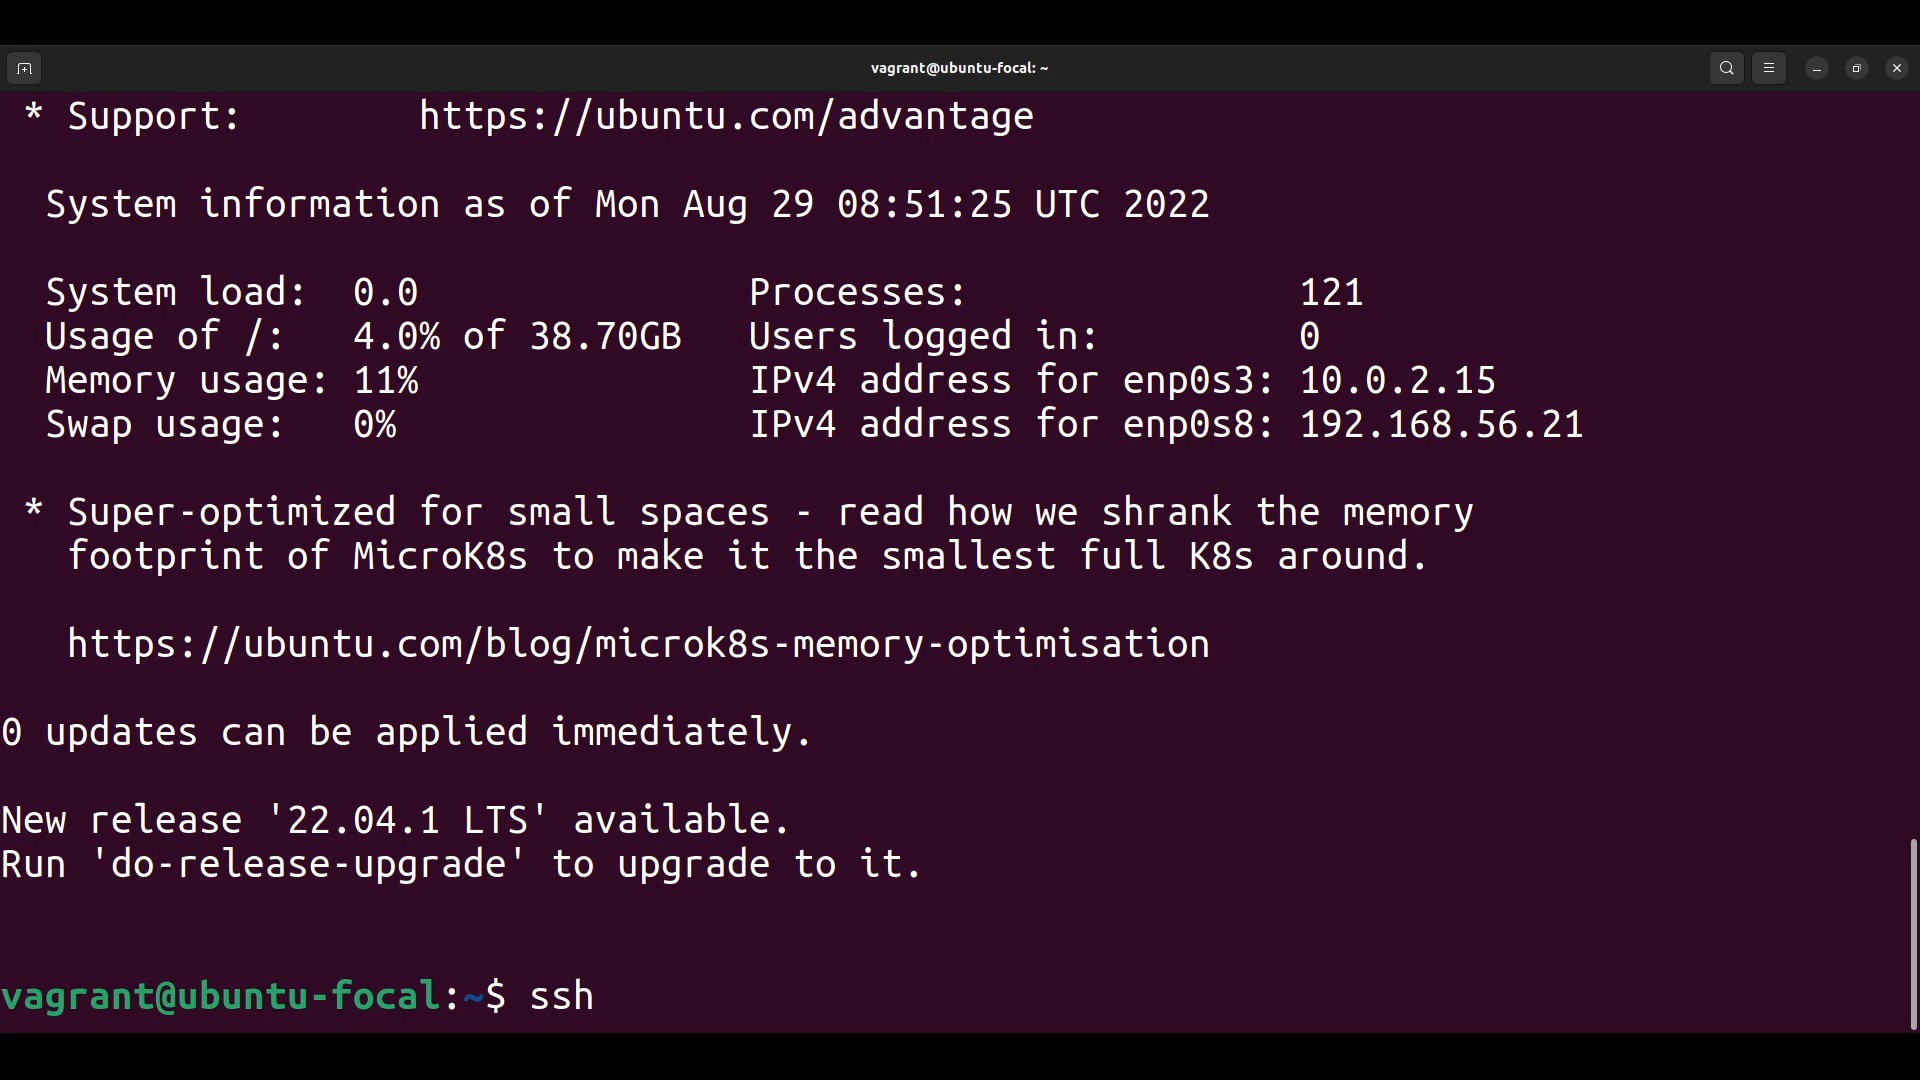 vagrant@ubuntu-focal: ~
* Support:        https://ubuntu.com/advantage
System information as of Mon Aug 29 08:51:25 UTC 2022
System load:  0.0               Processes:               121
Usage of /:   4.0% of 38.70GB   Users logged in:         0
Memory usage: 11%               IPv4 address for enp0s3: 10.0.2.15
Swap usage:   0%                IPv4 address for enp0s8: 192.168.56.21
* Super-optimized for small spaces - read how we shrank the memory
footprint of MicroK8s to make it the smallest full K8s around.
https://ubuntu.com/blog/microk8s-memory-optimisation
0 updates can be applied immediately.
New release '22.04.1 LTS' available.
Run 'do-release-upgrade' to upgrade to it.
vagrant@ubuntu-focal:~$ ssh